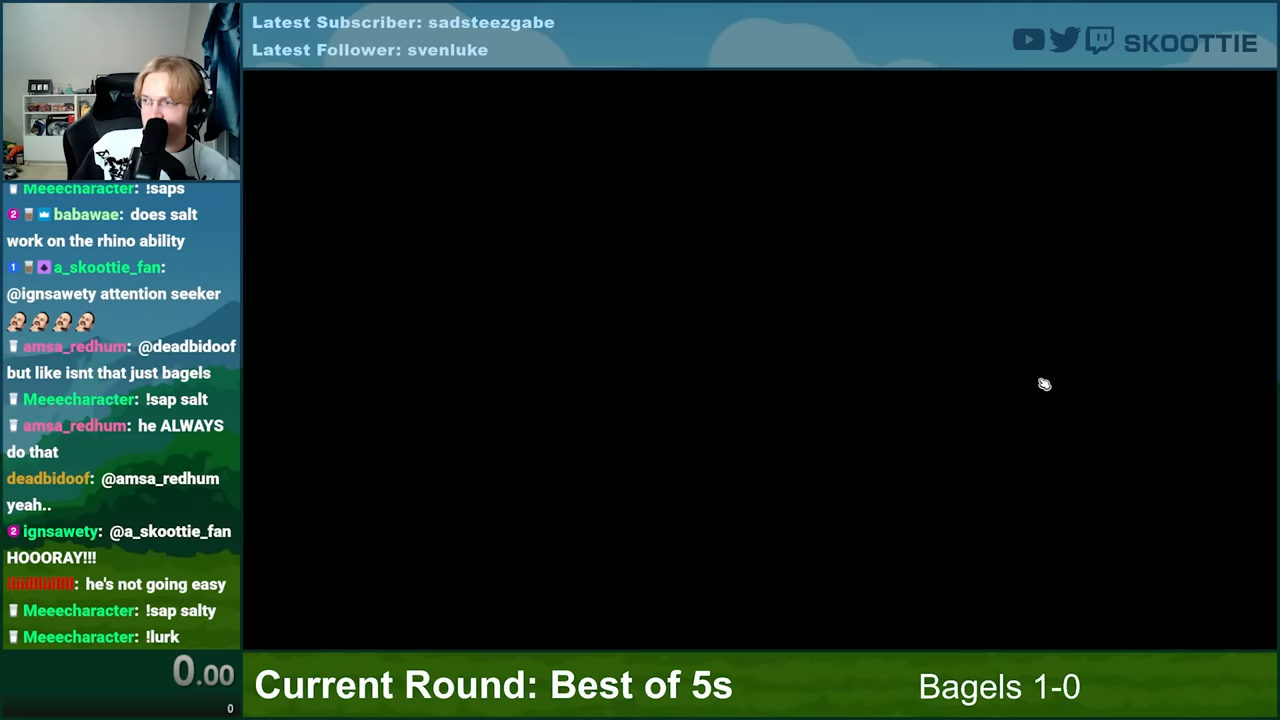 Latest Subscriber: sadsteezgabe
Latest Follower: svenluke
SKOOTTIE
Meeecharacter: !saps
2 babawae: does salt
work on the rhino ability
1 a_skoottie_fan:
@ignsawety attention seeker
amsa_redhum: @deadbidoof
but like isnt that just bagels
Meeecharacter: !sap salt
amsa_redhum: he ALWAYS
do that
deadbidoof: @amsa_redhum
yeah..
2 ignsawety: @a_skoottie_fan
HOOORAY!!!
: he's not going easy
Meeecharacter: !sap salty
Meeecharacter: !lurk
0.00
0
Current Round: Best of 5s
Bagels 1-0